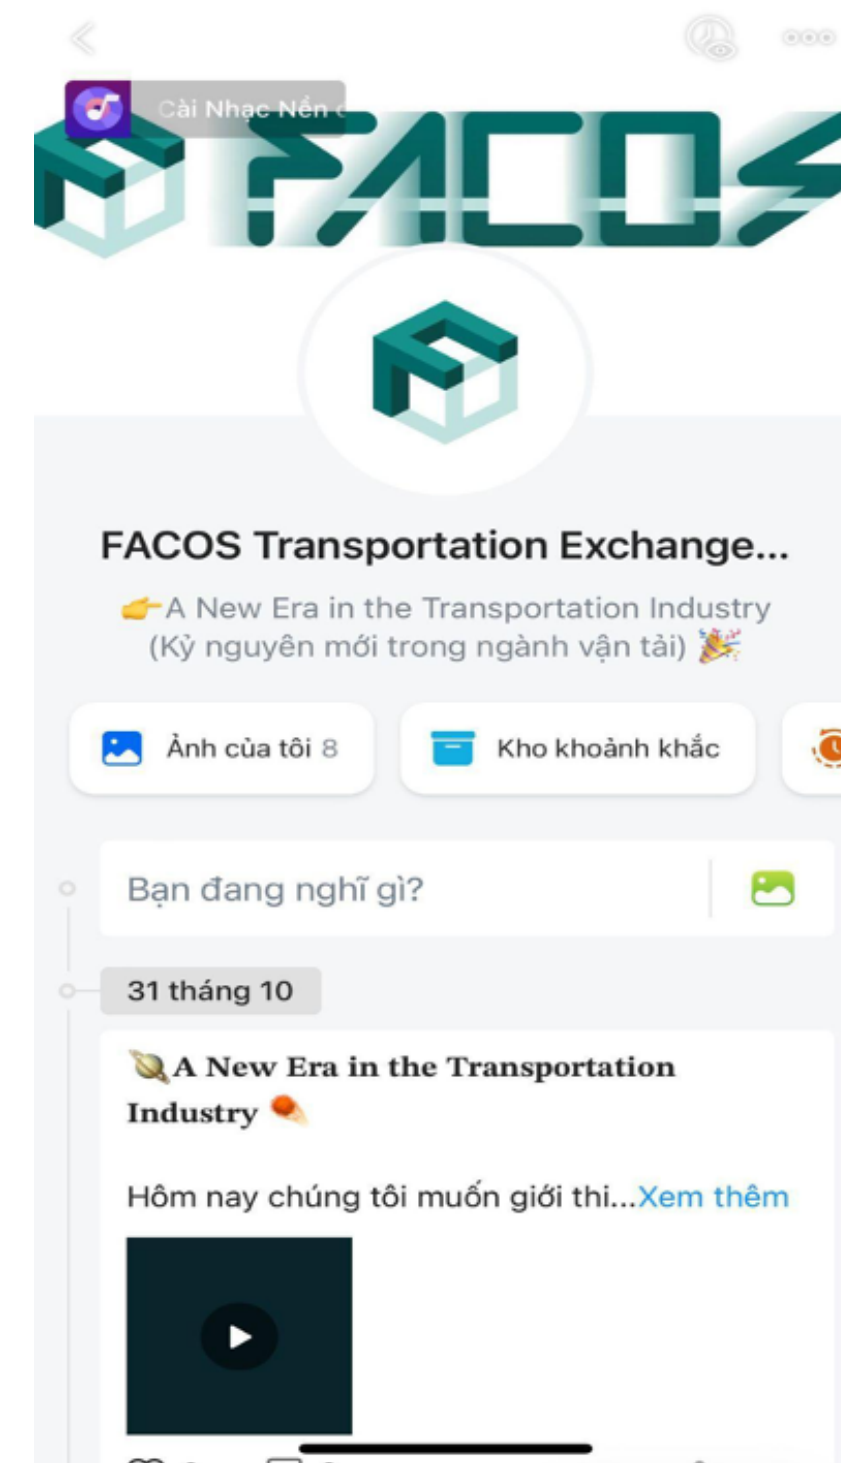 Cài Nhạc Nền
FACOS
FACOS Transportation Exchange...
👉A New Era in the Transportation Industry
(Kỷ nguyên mới trong ngành vận tải) 🎉
Ảnh của tôi 8
Kho khoảnh khắc
Bạn đang nghĩ gì?
31 tháng 10
🪐A New Era in the Transportation
Industry ☄️
Hôm nay chúng tôi muốn giới thi...Xem thêm